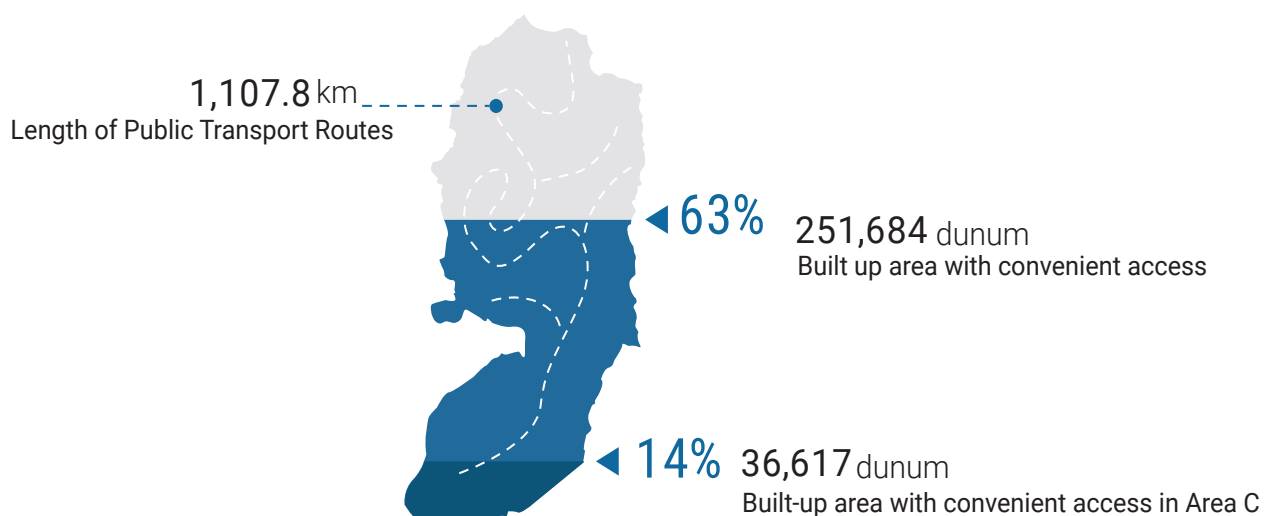 1,107.8 km
Length of Public Transport Routes
63%
251,684 dunum
Built up area with convenient access
14%
36,617 dunum
Built-up area with convenient access in Area C